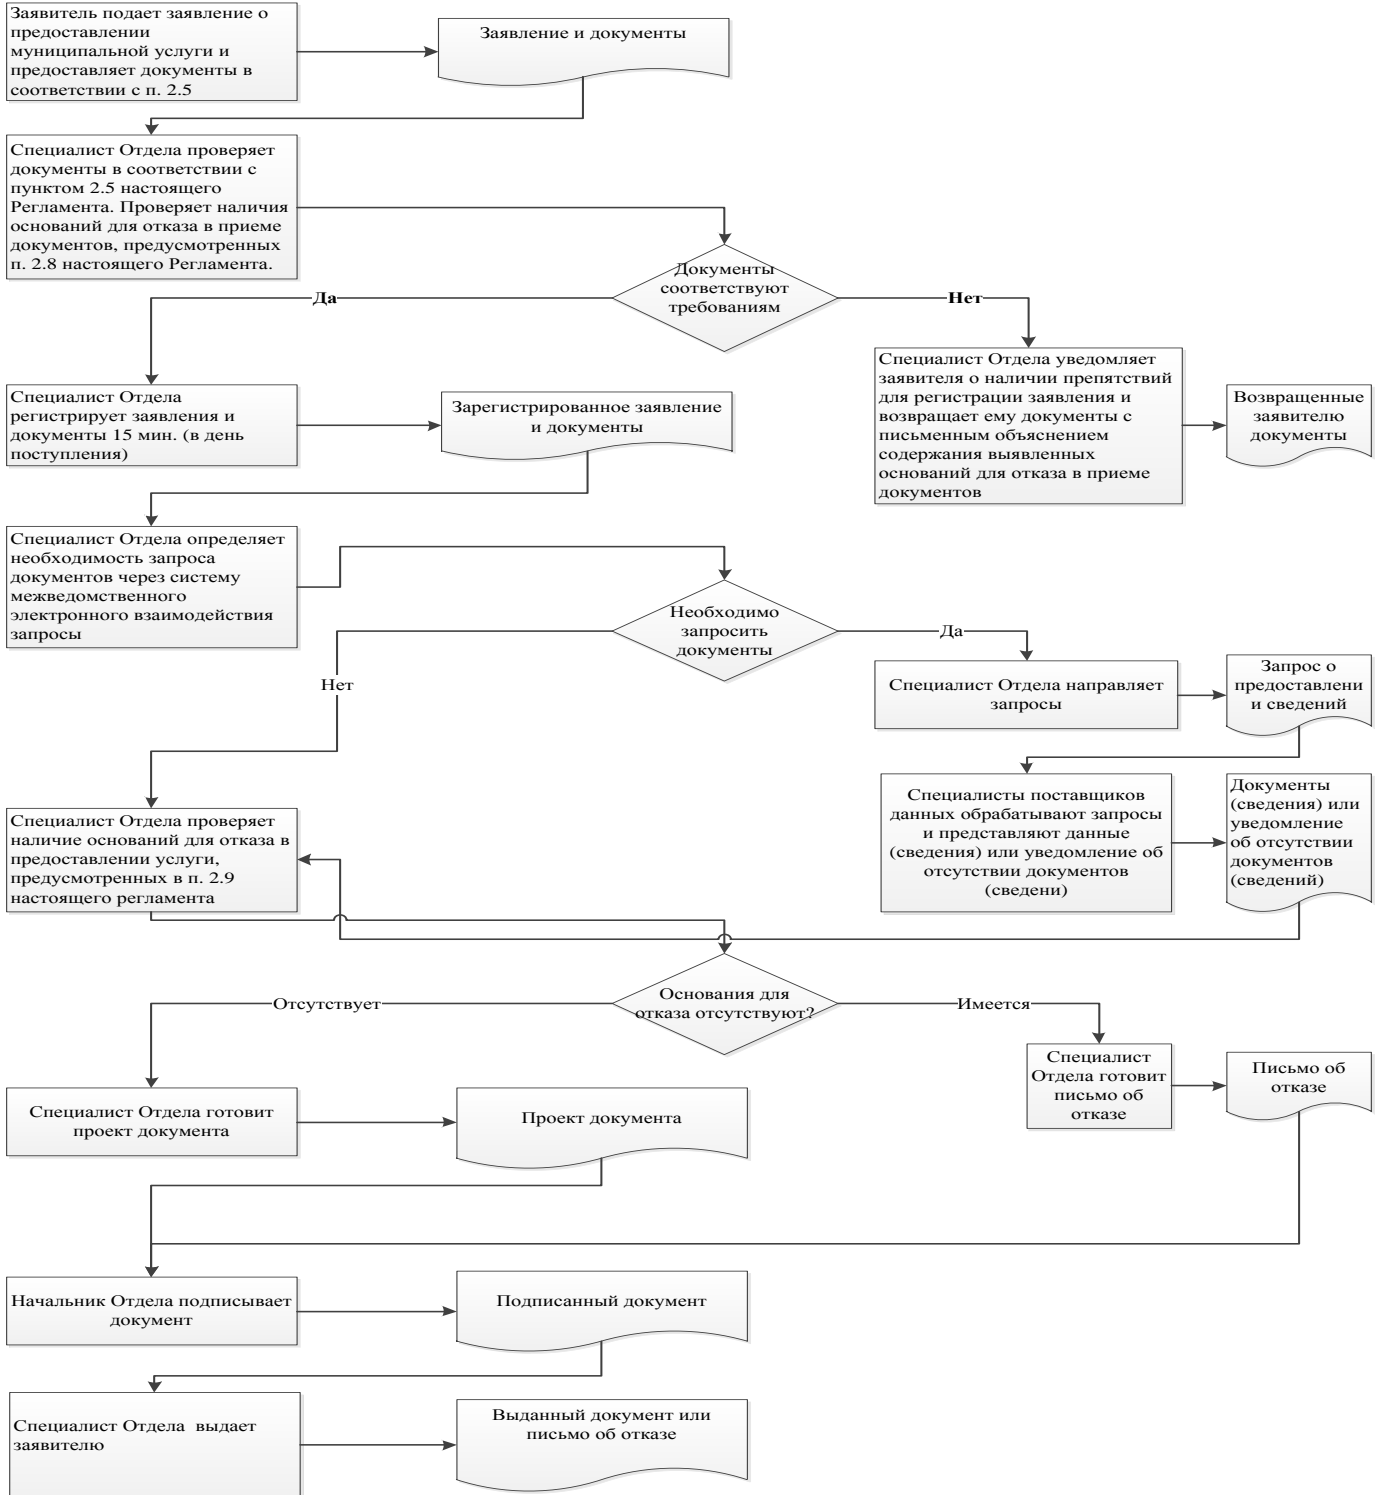 Заявитель подает заявление о
предоставлении
муниципальной услуги и
предоставляет документы в
соответствии с п. 2.5
Заявление и документы
Специалист Отдела проверяет
документы в соответствии с
пунктом 2.5 настоящего
Регламента. Проверяет наличия
оснований для отказа в приеме
документов, предусмотренных
п. 2.8 настоящего Регламента.
Документы
соответствуют
требованиям
Да
Нет
Специалист Отдела
регистрирует заявления и
документы 15 мин. (в день
поступления)
Зарегистрированное заявление
и документы
Специалист Отдела уведомляет
заявителя о наличии препятствий
для регистрации заявления и
возвращает ему документы с
письменным объяснением
содержания выявленных
оснований для отказа в приеме
документов
Возвращенные
заявителю
документы
Специалист Отдела определяет
необходимость запроса
документов через систему
межведомственного
электронного взаимодействия
запросы
Необходимо
запросить
документы
Да
Нет
Специалист Отдела направляет
запросы
Запрос о
предоставлени
и сведений
Специалист Отдела проверяет
наличие оснований для отказа в
предоставлении услуги,
предусмотренных в п. 2.9
настоящего регламента
Специалисты поставщиков
данных обрабатывают запросы
и представляют данные
(сведения) или уведомление об
отсутствии документов
(сведени)
Документы
(сведения) или
уведомление
об отсутствии
документов
(сведений)
Основания для
отказа отсутствуют?
Отсутствует
Имеется
Специалист
Отдела готовит
письмо об
отказе
Письмо об
отказе
Специалист Отдела готовит
проект документа
Проект документа
Начальник Отдела подписывает
документ
Подписанный документ
Специалист Отдела  выдает
заявителю
Выданный документ или
письмо об отказе